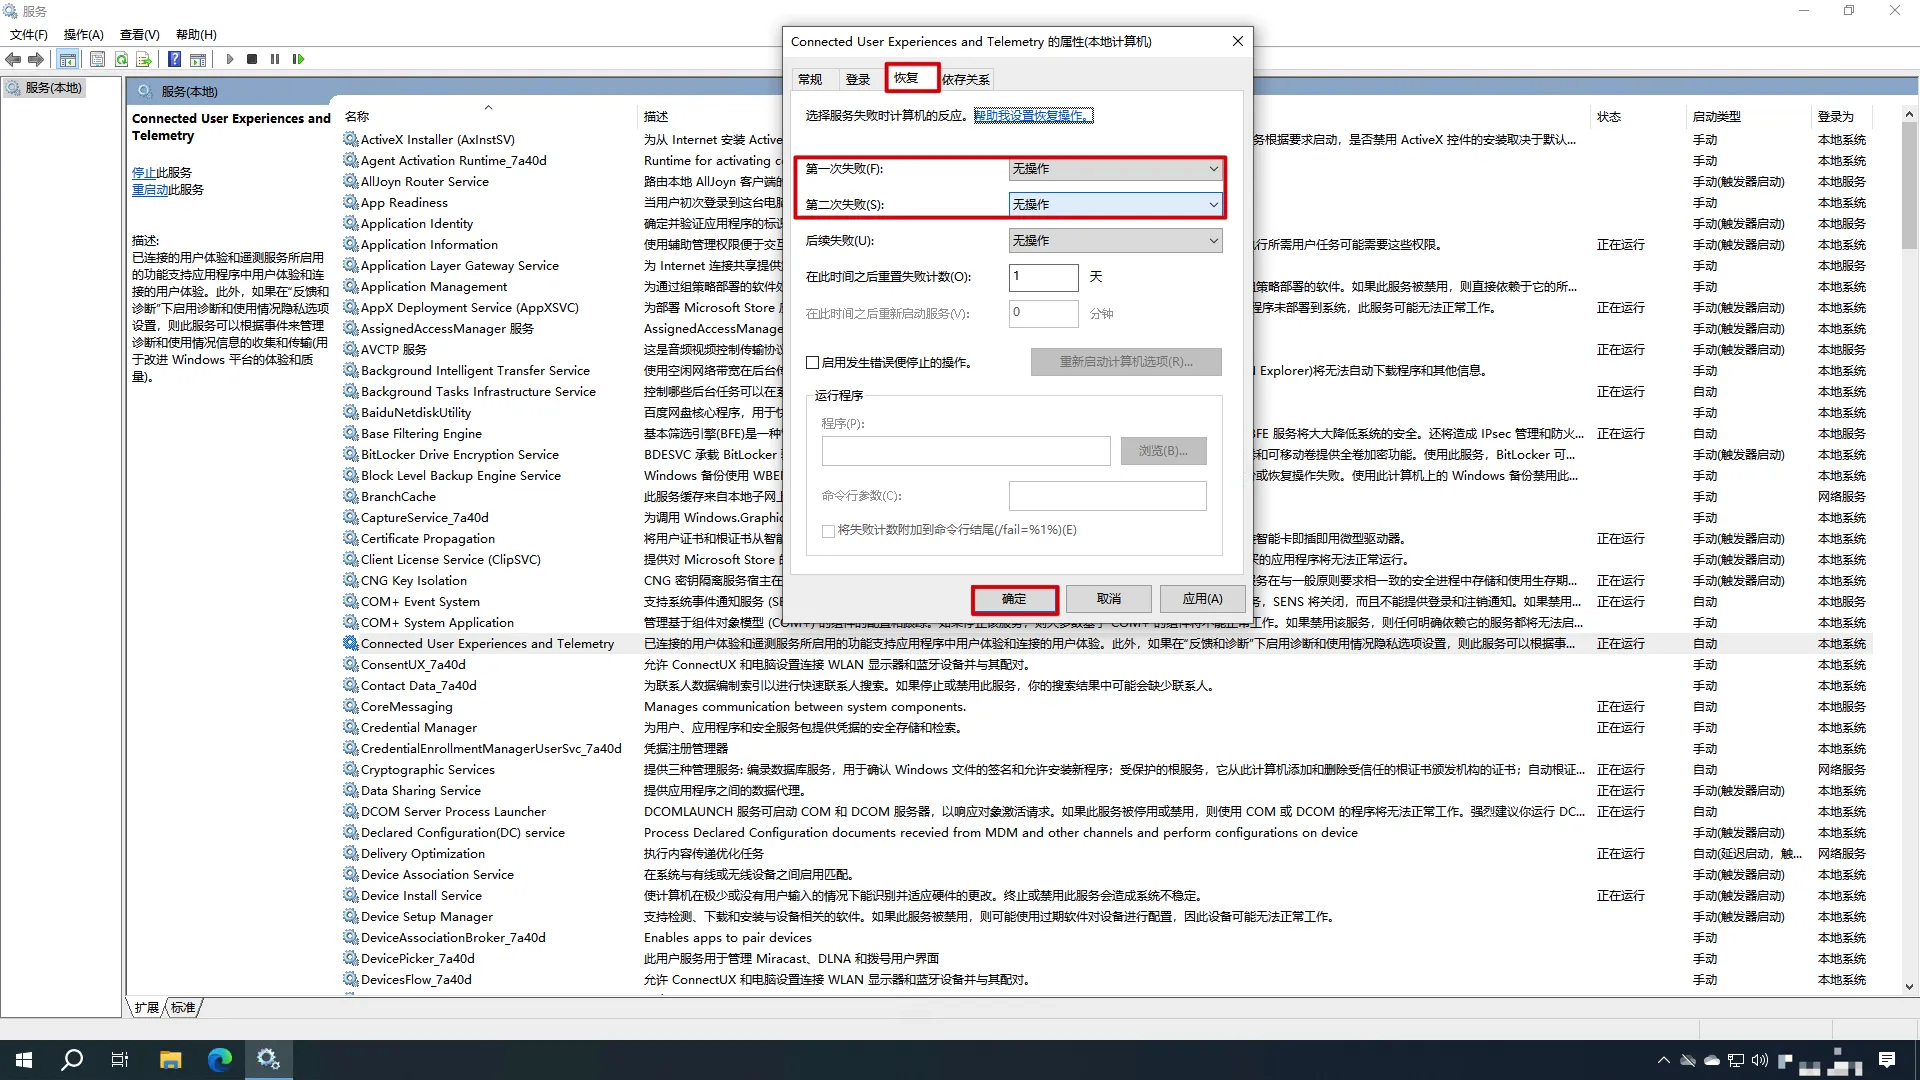 服务
文件(F) 操作(A) 查看(V) 帮助(H)
服务(本地)
服务(本地)
Connected User Experiences and Telemetry
停止此服务
重启动此服务
描述:
已连接的用户体验和遥测服务所启用
的功能支持应用程序中用户体验和连
接的用户体验。此外，如果在“反馈和
诊断”下启用诊断和使用情况隐私选项
设置，则此服务可以根据事件来管理
诊断和使用情况信息的收集和传输(用
于改进 Windows 平台的体验和质
量)。
名称 描述 状态 启动类型 登录为
ActiveX Installer (AxInstSV) 为从 Internet 安装 Active 务根据要求启动，是否禁用 ActiveX 控件的安装取决于默认... 手动 本地系统
Agent Activation Runtime_7a40d Runtime for activating 手动 本地系统
AllJoyn Router Service 路由本地 AllJoyn 客户端的 手动(触发器启动) 本地服务
App Readiness 当用户初次登录到这台电脑 手动 本地系统
Application Identity 确定并验证应用程序的标识 手动(触发器启动) 本地服务
Application Information 使用辅助管理权限便于交互 行所需用户任务可能需要这些权限。 正在运行 手动(触发器启动) 本地系统
Application Layer Gateway Service 为 Internet 连接共享提供 手动 本地服务
Application Management 为通过组策略部署的软件处 组策略部署的软件。如果此服务被禁用，则直接依赖于它的所... 手动 本地系统
AppX Deployment Service (AppXSVC) 为部署 Microsoft Store 程序未部署到系统，此服务可能无法正常工作。 正在运行 手动(触发器启动) 本地系统
AssignedAccessManager 服务 AssignedAccessManage 手动(触发器启动) 本地系统
AVCTP 服务 这是音频视频控制传输协议 正在运行 手动(触发器启动) 本地服务
Background Intelligent Transfer Service 使用空闲网络带宽在后台传 Explorer)将无法自动下载程序和其他信息。 手动 本地系统
Background Tasks Infrastructure Service 控制哪些后台任务可以在系 正在运行 自动 本地系统
BaiduNetdiskUtility 百度网盘核心程序，用于 手动 本地系统
Base Filtering Engine 基本筛选引擎(BFE)是一种 BFE 服务将大大降低系统的安全。还将造成 IPsec 管理和防火... 正在运行 自动 本地服务
BitLocker Drive Encryption Service BDESVC 承载 BitLocker 和可移动卷提供全卷加密功能。使用此服务，BitLocker 可... 手动(触发器启动) 本地系统
Block Level Backup Engine Service Windows 备份使用 WBE 或恢复操作失败。使用此计算机上的 Windows 备份禁用此... 手动 本地系统
BranchCache 此服务缓存来自本地子网上 手动 网络服务
CaptureService_7a40d 为调用 Windows.Graphic 手动 本地系统
Certificate Propagation 将用户证书和根证书从智能 智能卡即插即用微型驱动器。 正在运行 手动(触发器启动) 本地系统
Client License Service (ClipSVC) 提供对 Microsoft Store 的应用程序将无法正常运行。 手动(触发器启动) 本地系统
CNG Key Isolation CNG 密钥隔离服务宿主在 务在与一般原则要求相一致的安全进程中存储和使用生存期... 正在运行 手动(触发器启动) 本地系统
COM+ Event System 支持系统事件通知服务 (SE ，SENS 将关闭，而且不能提供登录和注销通知。如果禁用... 正在运行 自动 本地服务
COM+ System Application 管理基于组件对象模型 (COM+) 的组件的配置和跟踪。如果停止该服务，则大多数基于 COM+ 的组件将不能正常工作。如果禁用该服务，则任何明确依赖它的服务都将无法启... 手动 本地系统
Connected User Experiences and Telemetry 已连接的用户体验和遥测服务所启用的功能支持应用程序中用户体验和连接的用户体验。此外，如果在“反馈和诊断”下启用诊断和使用情况隐私选项设置，则此服务可以根据事... 正在运行 自动 本地系统
ConsentUX_7a40d 允许 ConnectUX 和电脑设置连接 WLAN 显示器和蓝牙设备并与其配对。 手动 本地系统
Contact Data_7a40d 为联系人数据编制索引以进行快速联系人搜索。如果停止或禁用此服务，你的搜索结果中可能会缺少联系人。 手动 本地系统
CoreMessaging Manages communication between system components. 正在运行 自动 本地服务
Credential Manager 为用户、应用程序和安全服务包提供凭据的安全存储和检索。 正在运行 手动 本地系统
CredentialEnrollmentManagerUserSvc_7a40d 凭据注册管理器 手动 本地系统
Cryptographic Services 提供三种管理服务: 编录数据库服务，用于确认 Windows 文件的签名和允许安装新程序；受保护的根服务，它从此计算机添加和删除受信任的根证书颁发机构的证书；自动根证... 正在运行 自动 网络服务
Data Sharing Service 提供应用程序之间的数据代理。 正在运行 手动(触发器启动) 本地系统
DCOM Server Process Launcher DCOMLAUNCH 服务可启动 COM 和 DCOM 服务器，以响应对象激活请求。如果此服务被停用或禁用，则使用 COM 或 DCOM 的程序将无法正常工作。强烈建议你运行 DC... 正在运行 自动 本地系统
Declared Configuration(DC) service Process Declared Configuration documents recevied from MDM and other channels and perform configurations on device 手动(触发器启动) 本地系统
Delivery Optimization 执行内容传递优化任务 正在运行 自动(延迟启动，触... 网络服务
Device Association Service 在系统与有线或无线设备之间启用匹配。 手动(触发器启动) 本地系统
Device Install Service 使计算机在极少或没有用户输入的情况下能识别并适应硬件的更改。终止或禁用此服务会造成系统不稳定。 正在运行 手动(触发器启动) 本地系统
Device Setup Manager 支持检测、下载和安装与设备相关的软件。如果此服务被禁用，则可能使用过期软件对设备进行配置，因此设备可能无法正常工作。 手动(触发器启动) 本地系统
DeviceAssociationBroker_7a40d Enables apps to pair devices 手动 本地系统
DevicePicker_7a40d 此用户服务用于管理 Miracast、DLNA 和拨号用户界面 手动 本地系统
DevicesFlow_7a40d 允许 ConnectUX 和电脑设置连接 WLAN 显示器和蓝牙设备并与其配对。 手动 本地系统
扩展 标准
Connected User Experiences and Telemetry 的属性(本地计算机)
常规 登录 恢复 依存关系
选择服务失败时计算机的反应。帮助我设置恢复操作。
第一次失败(F): 无操作
第二次失败(S): 无操作
后续失败(U): 无操作
在此时间之后重置失败计数(O): 1 天
在此时间之后重新启动服务(V): 0 分钟
启用发生错误便停止的操作。 重新启动计算机选项(R)...
运行程序
程序(P):
浏览(B)...
命令行参数(C):
将失败计数附加到命令行结尾(/fail=%1%)(E)
确定 取消 应用(A)